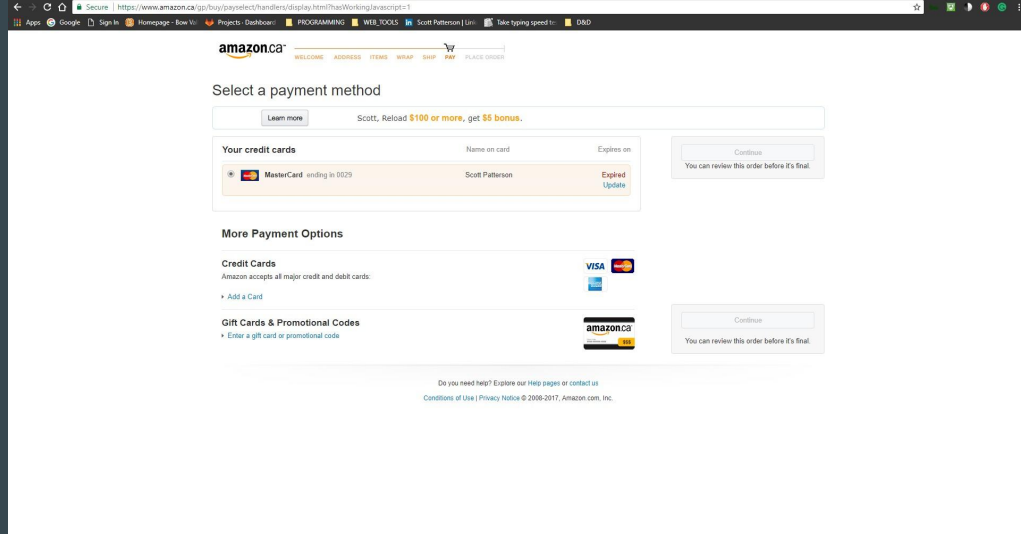 Secure | https://www.amazon.ca/gp/buy/payselect/handlers/display.html?hasWorkingJavascript=1
Apps Google Sign In Homepage - Bow Val Projects - Dashboard PROGRAMMING WEB_TOOLS Scott Patterson | Link Take typing speed tes D&D
amazon.ca
WELCOME ADDRESS ITEMS WRAP SHIP PAY PLACE ORDER
Select a payment method
Learn more Scott, Reload $100 or more, get $5 bonus.
Your credit cards Name on card Expires on
MasterCard ending in 0029 Scott Patterson Expired
Update
Continue
You can review this order before it's final.
More Payment Options
Credit Cards
Amazon accepts all major credit and debit cards:
VISA MasterCard
Add a Card
Gift Cards & Promotional Codes
Enter a gift card or promotional code
amazon.ca
$$$
Continue
You can review this order before it's final.
Do you need help? Explore our Help pages or contact us
Conditions of Use | Privacy Notice © 2008-2017, Amazon.com, Inc.